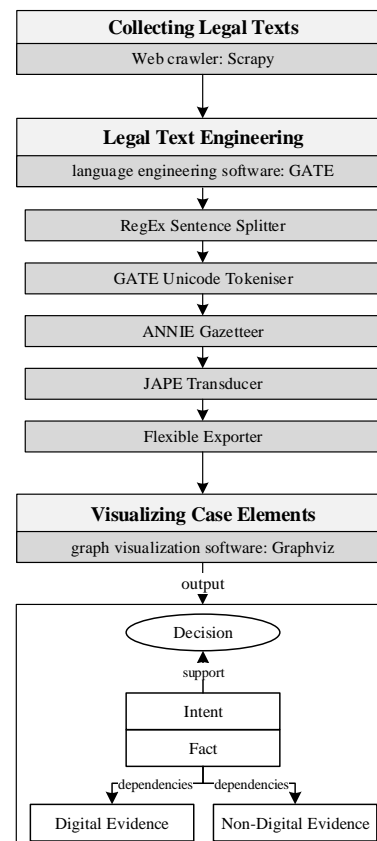 Collecting Legal Texts
Web crawler: Scrapy
Legal Text Engineering
language engineering software: GATE
RegEx Sentence Splitter
GATE Unicode Tokeniser
ANNIE Gazetteer
JAPE Transducer
Flexible Exporter
Visualizing Case Elements
graph visualization software: Graphviz
output
Decision
support
Intent
Fact
dependencies dependencies
Digital Evidence Non-Digital Evidence